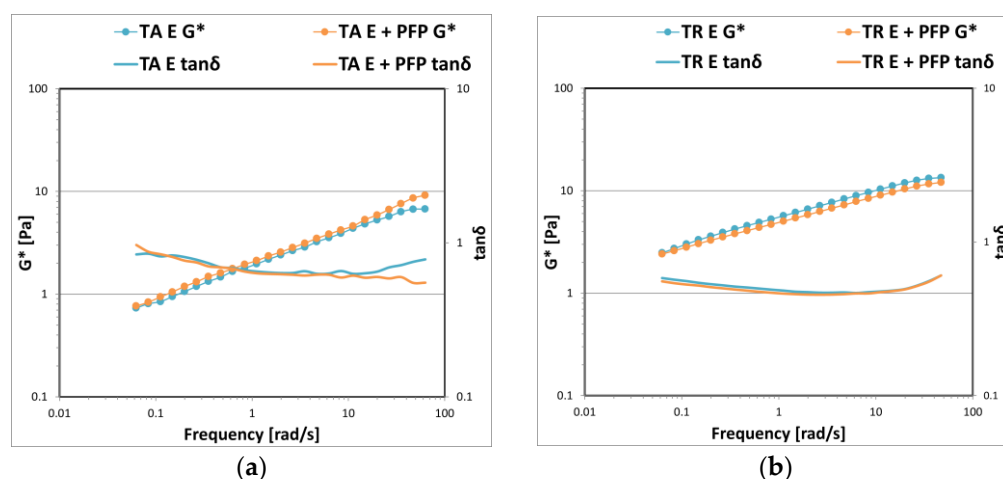 TA E G* TA E + PFP G*
TA E tanδ TA E + PFP tanδ
100
10
1
0.1
G* [Pa]
10
1
0.1
tanδ
0.01 0.1 1 10 100
Frequency [rad/s]
(a)
TR E G* TR E + PFP G*
TR E tanδ TR E + PFP tanδ
100
10
1
0.1
G* [Pa]
10
1
0.1
tanδ
0.01 0.1 1 10 100
Frequency [rad/s]
(b)